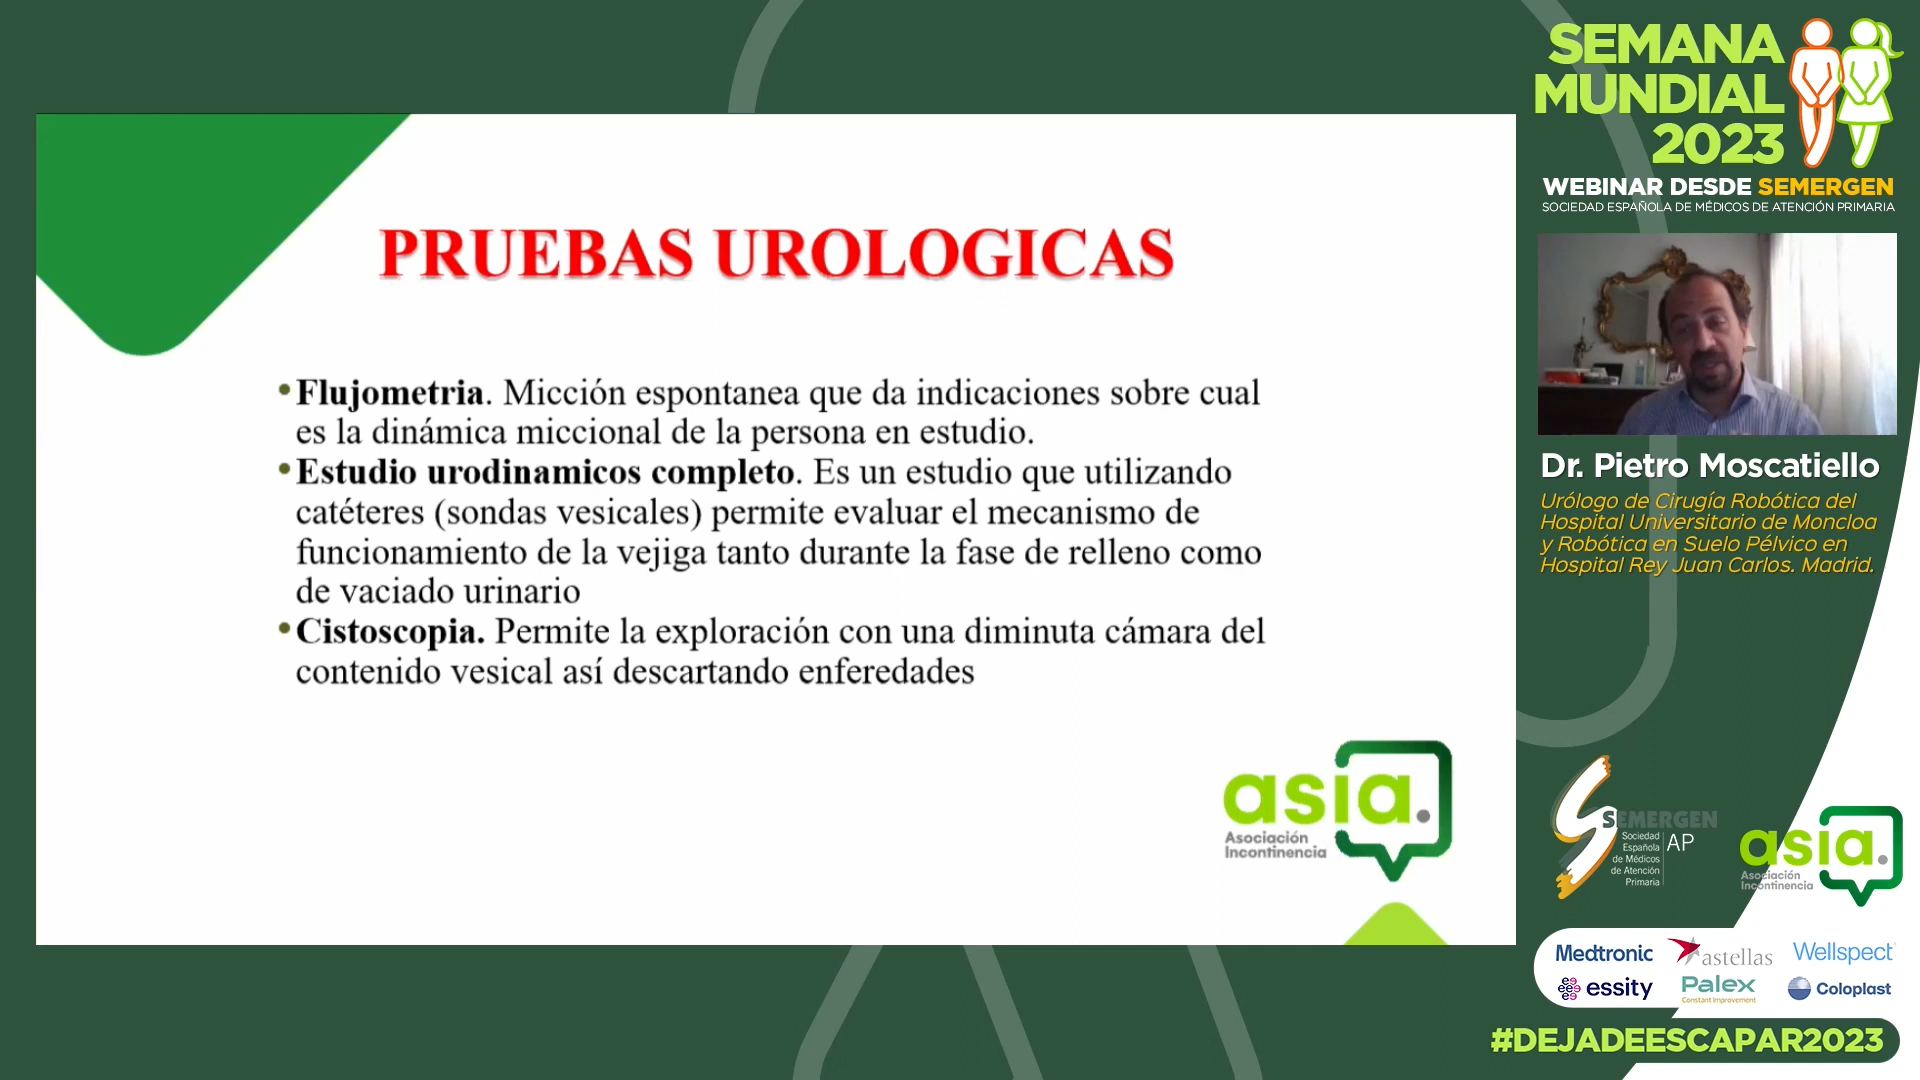 PRUEBAS UROLOGICAS
•Flujometria. Micción espontanea que da indicaciones sobre cual
es la dinámica miccional de la persona en estudio.
•Estudio urodinamicos completo. Es un estudio que utilizando
catéteres (sondas vesicales) permite evaluar el mecanismo de
funcionamiento de la vejiga tanto durante la fase de relleno como
de vaciado urinario
•Cistoscopia. Permite la exploración con una diminuta cámara del
contenido vesical así descartando enferedades
asia.
Asociación
Incontinencia
SEMANA
MUNDIAL
2023
WEBINAR DESDE SEMERGEN
SOCIEDAD ESPAÑOLA DE MÉDICOS DE ATENCIÓN PRIMARIA
Dr. Pietro Moscatiello
Urólogo de Cirugía Robótica del
Hospital Universitario de Moncloa
y Robótica en Suelo Pélvico en
Hospital Rey Juan Carlos. Madrid.
SEMERGEN
Sociedad
Española
de Médicos
de Atención
Primaria
AP
asia.
Asociación
Incontinencia
Medtronic astellas Wellspect
essity Palex Coloplast
Constant Improvement
#DEJADEESCAPAR2023